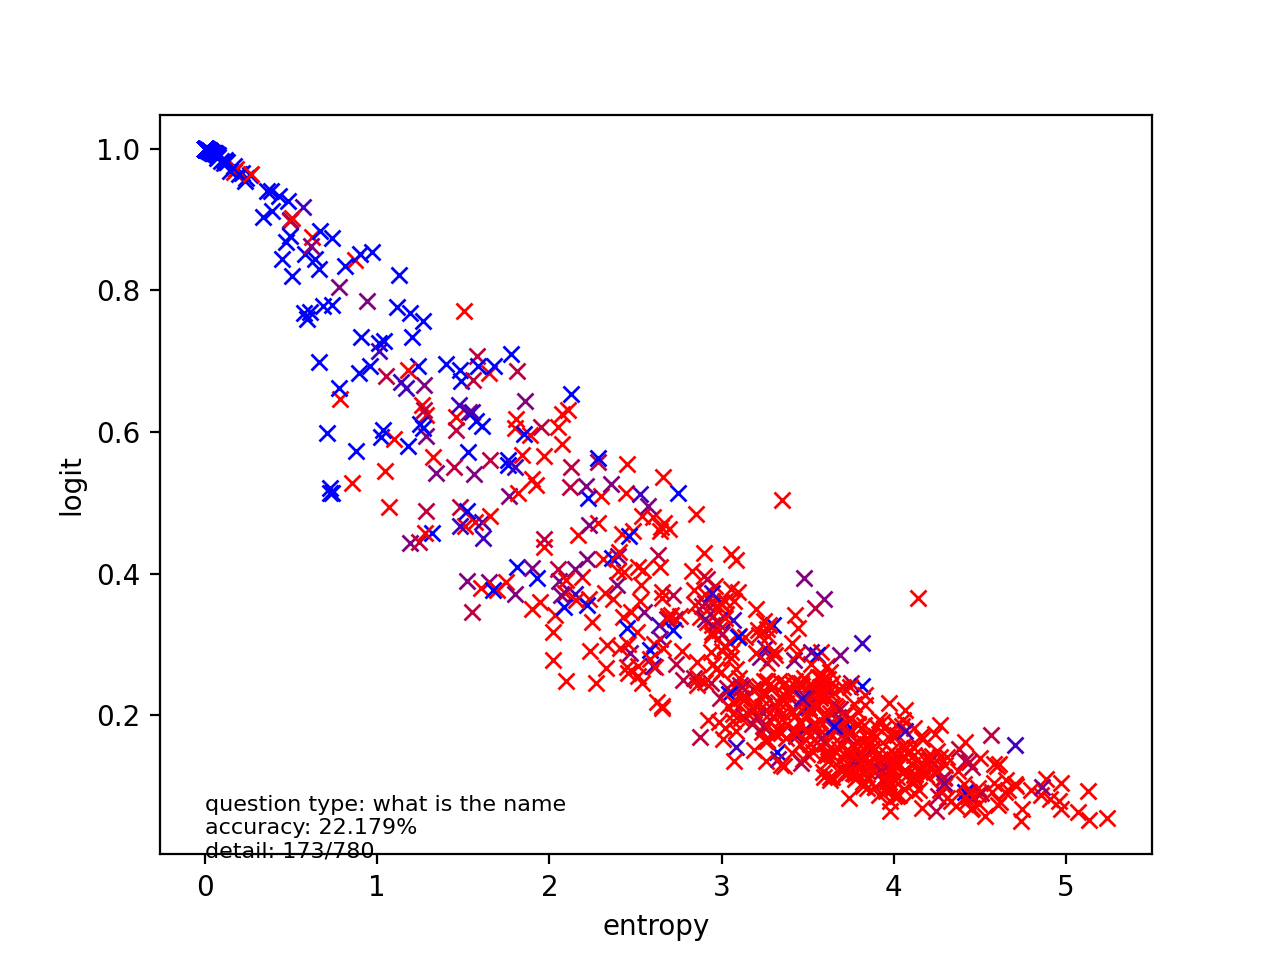 1.0
0.8
0.6
0.4
0.2
logit
question type: what is the name
accuracy: 22.179%
detail: 173/780
0 1 2 3 4 5
entropy